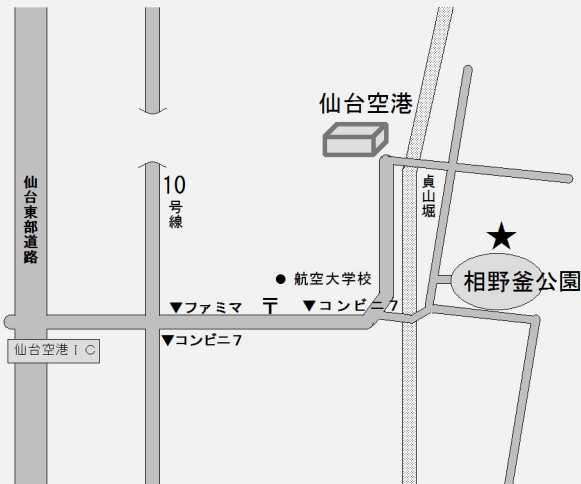 仙台空港
仙台東部道路
10号線
貞山堀
★
相野釜公園
● 航空大学校
▼ファミマ
〒
▼コンビニ7
▼コンビニ7
仙台空港IC